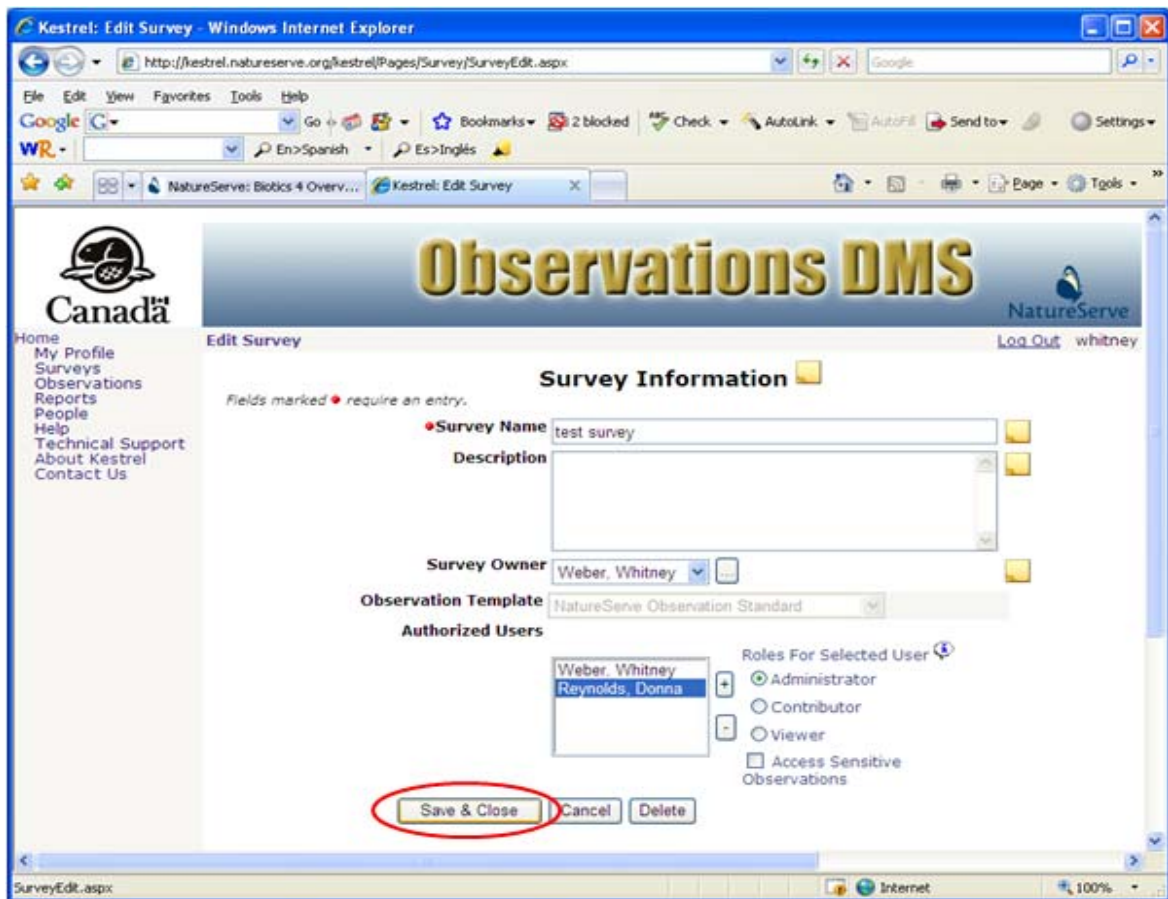 Kestrel: Edit Survey - Windows Internet Explorer
http://kestrel.natureserve.org/kestrel/Pages/Survey/SurveyEdit.aspx
Google
File Edit View Favorites Tools Help
Google G Go Bookmarks 2 blocked Check AutoLink AutoFill Send to Settings
WR En>Spanish Es>Inglés
NatureServe: Biotics 4 Overv... Kestrel: Edit Survey Page Tools
Canada
Observations DMS
NatureServe
Home
My Profile
Surveys
Observations
Reports
People
Help
Technical Support
About Kestrel
Contact Us
Edit Survey
Log Out whitney
Survey Information
Fields marked require an entry.
Survey Name test survey
Description
Survey Owner Weber, Whitney ...
Observation Template NatureServe Observation Standard
Authorized Users
Weber, Whitney
Reynolds, Donna
+
-
Roles For Selected User
Administrator
Contributor
Viewer
Access Sensitive
Observations
Save & Close Cancel Delete
SurveyEdit.aspx Internet 100%